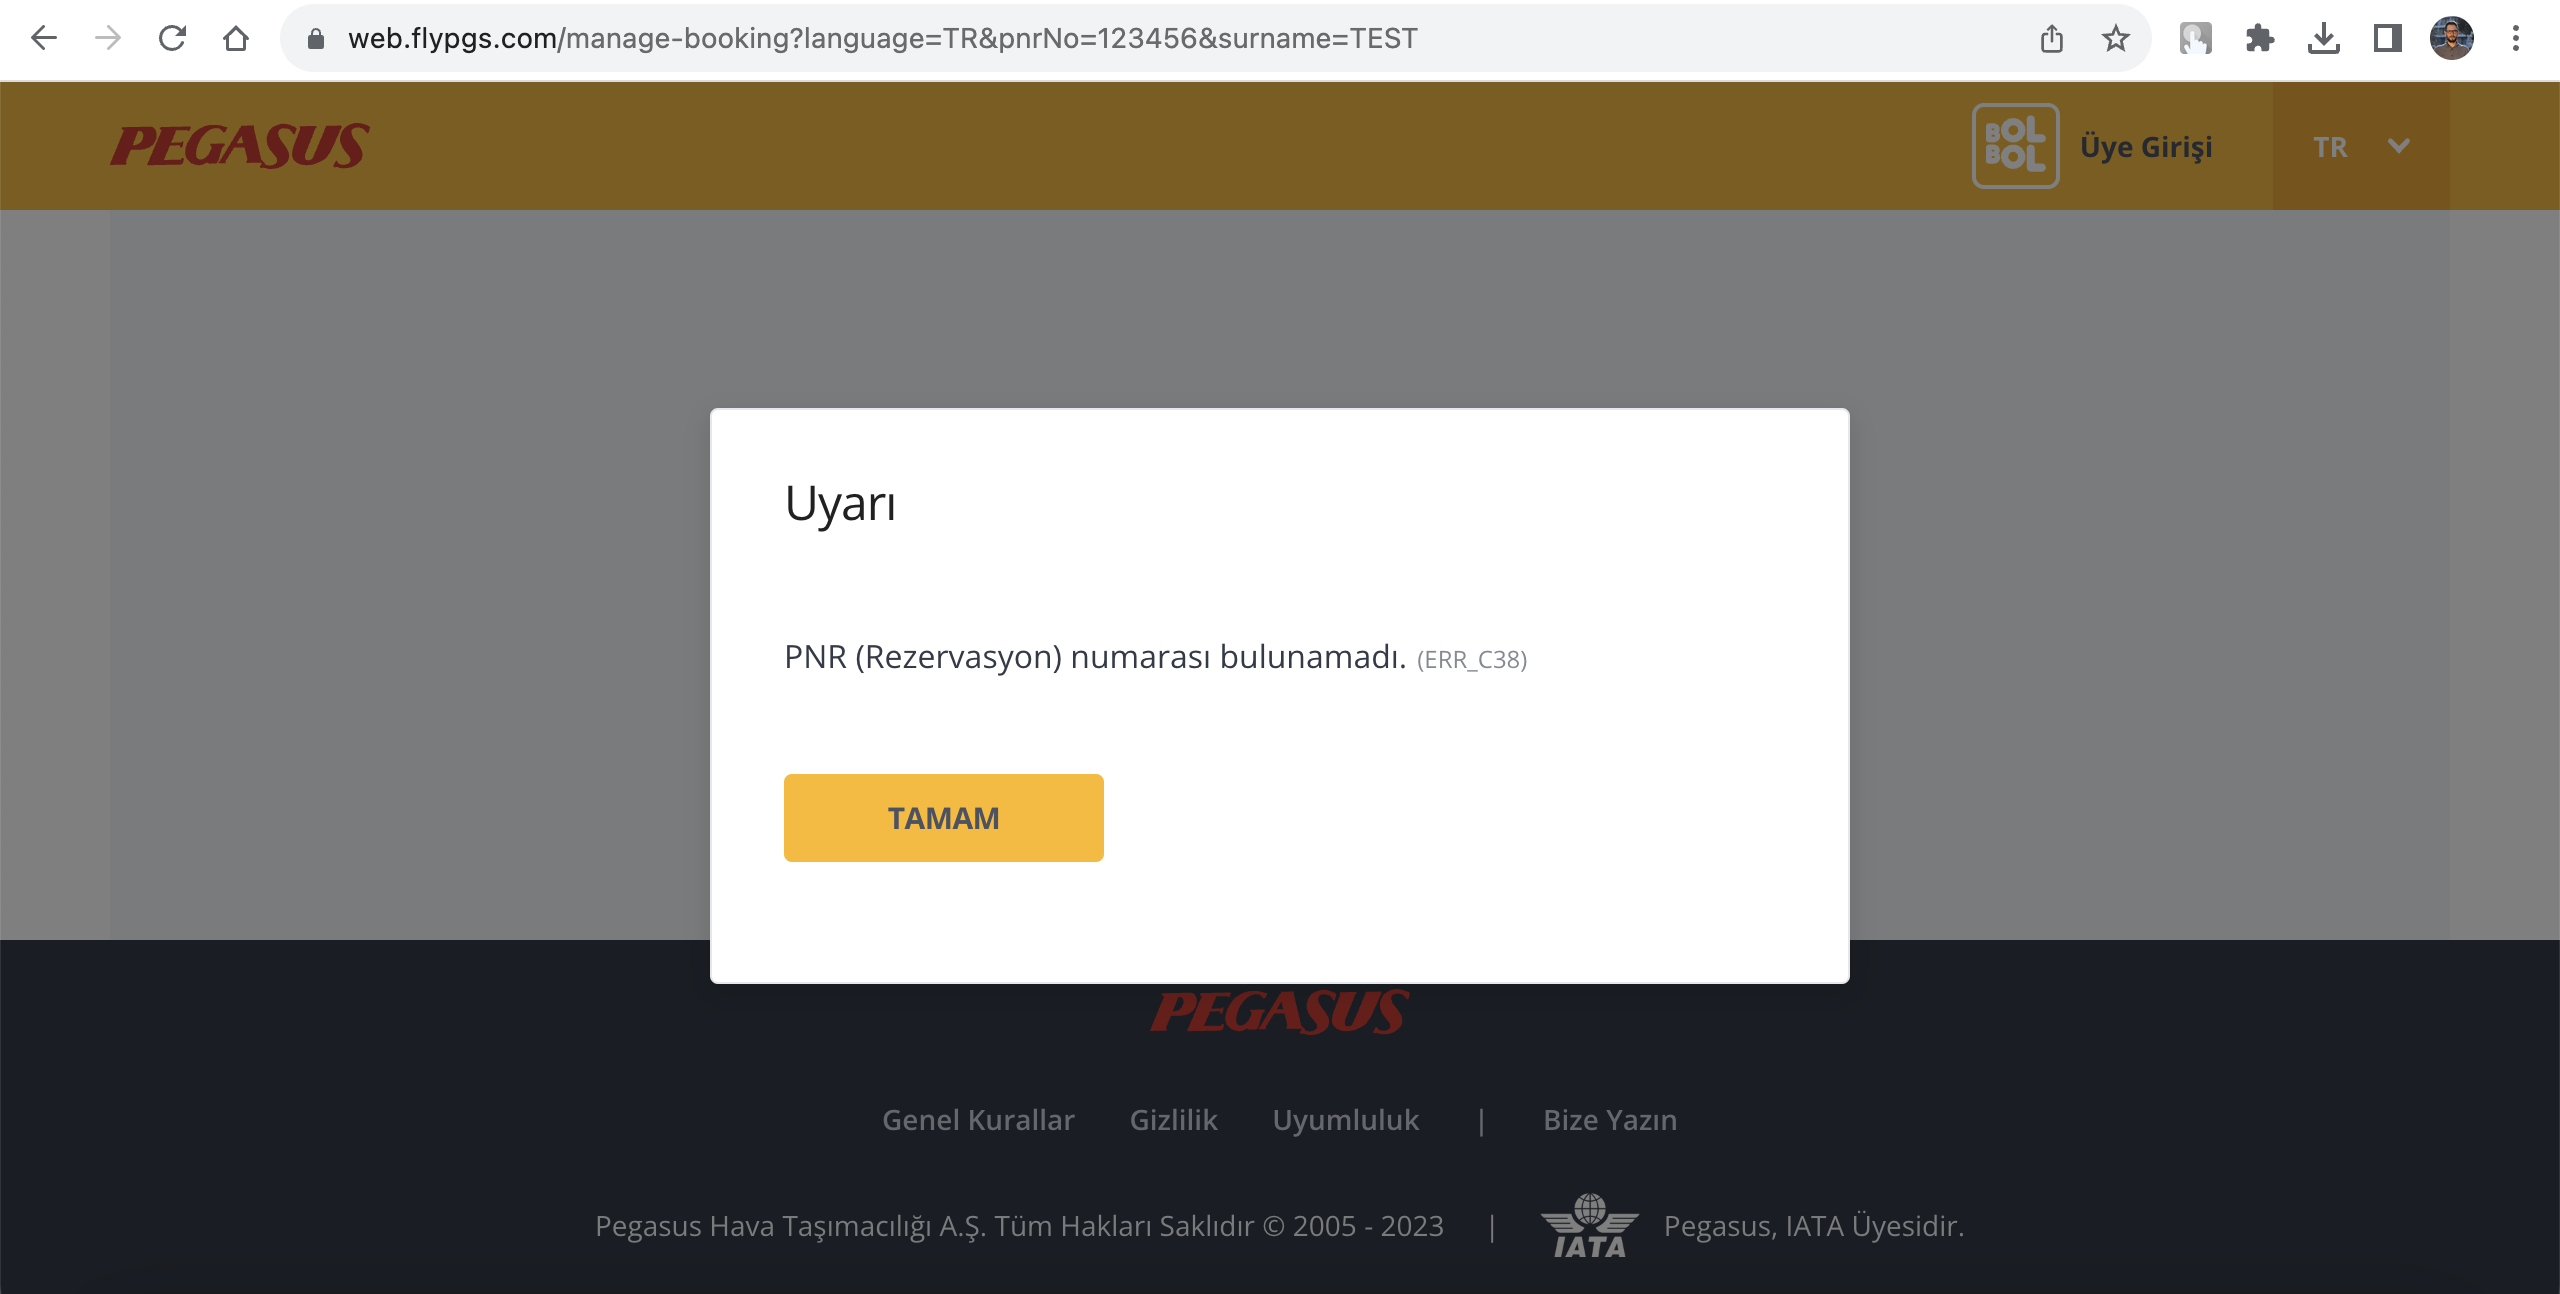 web.flypgs.com/manage-booking?language=TR&pnrNo=123456&surname=TEST
PEGASUS
BOL
BOL
Üye Girişi
TR
Uyarı
PNR (Rezervasyon) numarası bulunamadı. (ERR_C38)
TAMAM
PEGASUS
Genel Kurallar Gizlilik Uyumluluk | Bize Yazın
Pegasus Hava Taşımacılığı A.Ş. Tüm Hakları Saklıdır © 2005 - 2023 | IATA Pegasus, IATA Üyesidir.